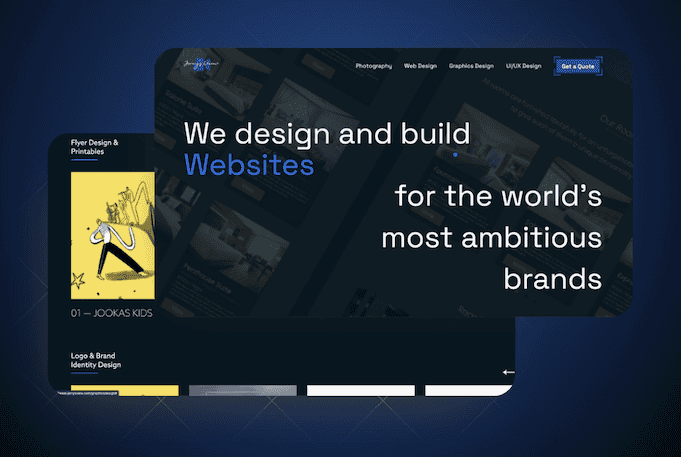 Photography Web Design Graphics Design UI/UX Design Get a Quote
We design and build
Websites
for the world's
most ambitious
brands
Flyer Design &
Printables
01 — JOOKAS KIDS
Logo & Brand
Identity Design